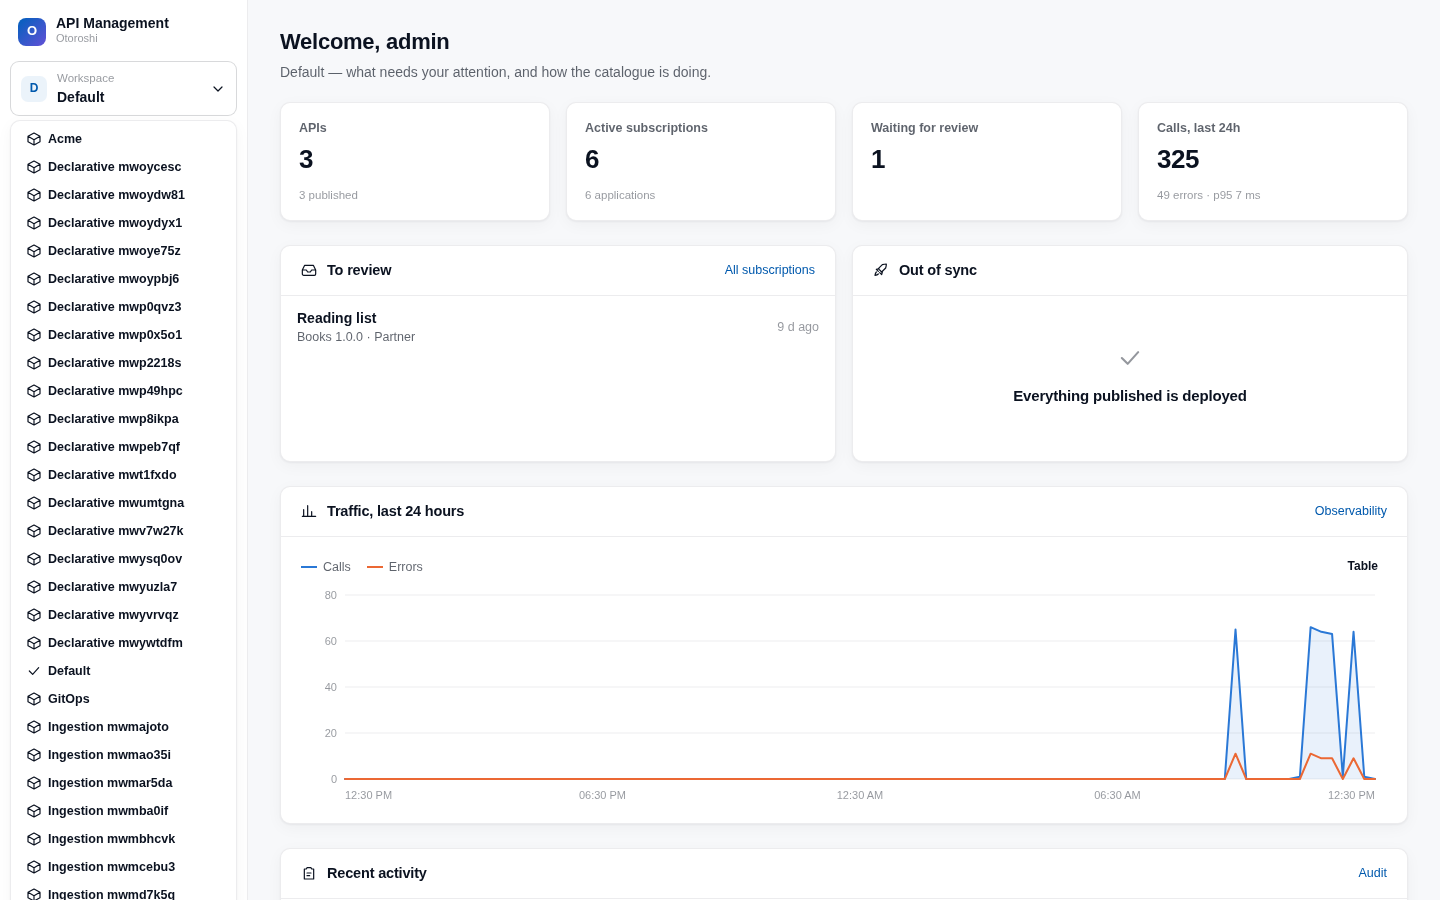 O
API Management
Otoroshi
Workspace
D
Default
Acme
Declarative mwoycesc
Declarative mwoydw81
Declarative mwoydyx1
Declarative mwoye75z
Declarative mwoypbj6
Declarative mwp0qvz3
Declarative mwp0x5o1
Declarative mwp2218s
Declarative mwp49hpc
Declarative mwp8ikpa
Declarative mwpeb7qf
Declarative mwt1fxdo
Declarative mwumtgna
Declarative mwv7w27k
Declarative mwysq0ov
Declarative mwyuzla7
Declarative mwyvrvqz
Declarative mwywtdfm
Default
GitOps
Ingestion mwmajoto
Ingestion mwmao35i
Ingestion mwmar5da
Ingestion mwmba0if
Ingestion mwmbhcvk
Ingestion mwmcebu3
Ingestion mwmd7k5q
Welcome, admin
Default — what needs your attention, and how the catalogue is doing.
APIs
3
3 published
Active subscriptions
6
6 applications
Waiting for review
1
Calls, last 24h
325
49 errors · p95 7 ms
To review
All subscriptions
Reading list
Books 1.0.0 · Partner
9 d ago
Out of sync
Everything published is deployed
Traffic, last 24 hours
Observability
Calls
Errors
Table
80
60
40
20
0
12:30 PM
06:30 PM
12:30 AM
06:30 AM
12:30 PM
Recent activity
Audit